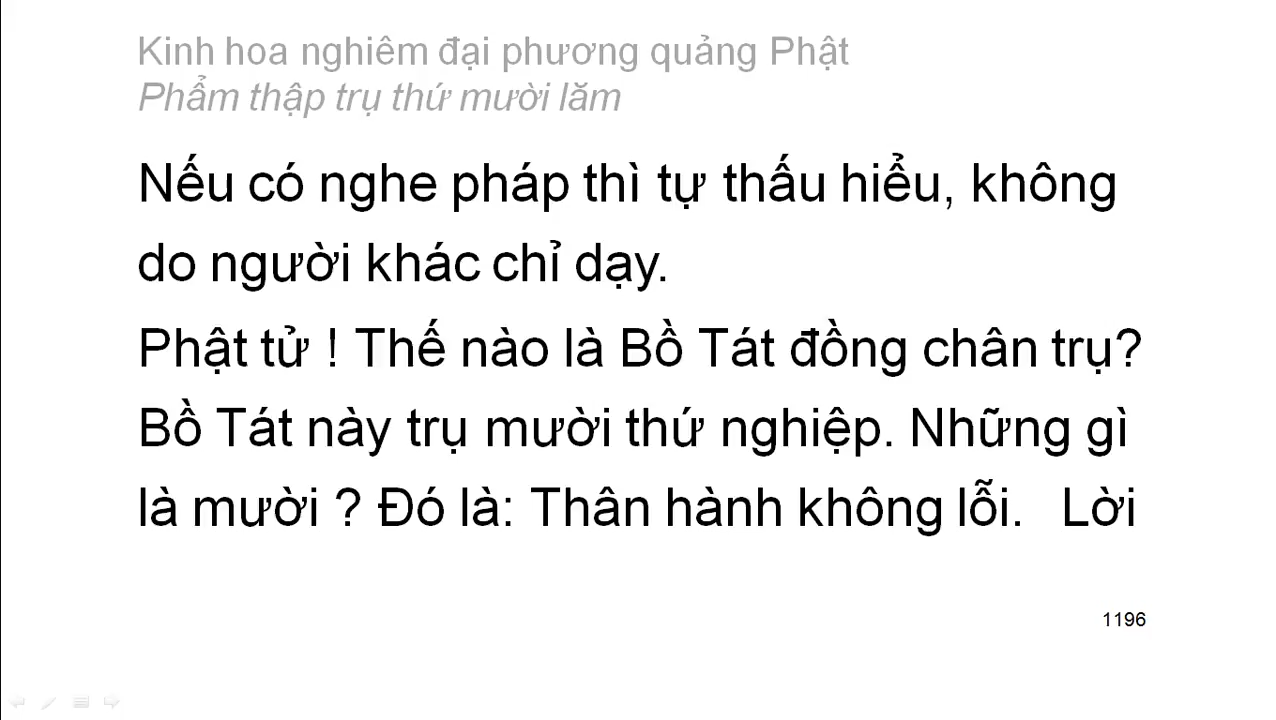 Kinh hoa nghiêm đại phương quảng Phật
Phẩm thập trụ thứ mười lăm
Nếu có nghe pháp thì tự thấu hiểu, không
do người khác chỉ dạy.
Phật tử ! Thế nào là Bồ Tát đồng chân trụ?
Bồ Tát này trụ mười thứ nghiệp. Những gì
là mười ? Đó là: Thân hành không lỗi. Lời
1196